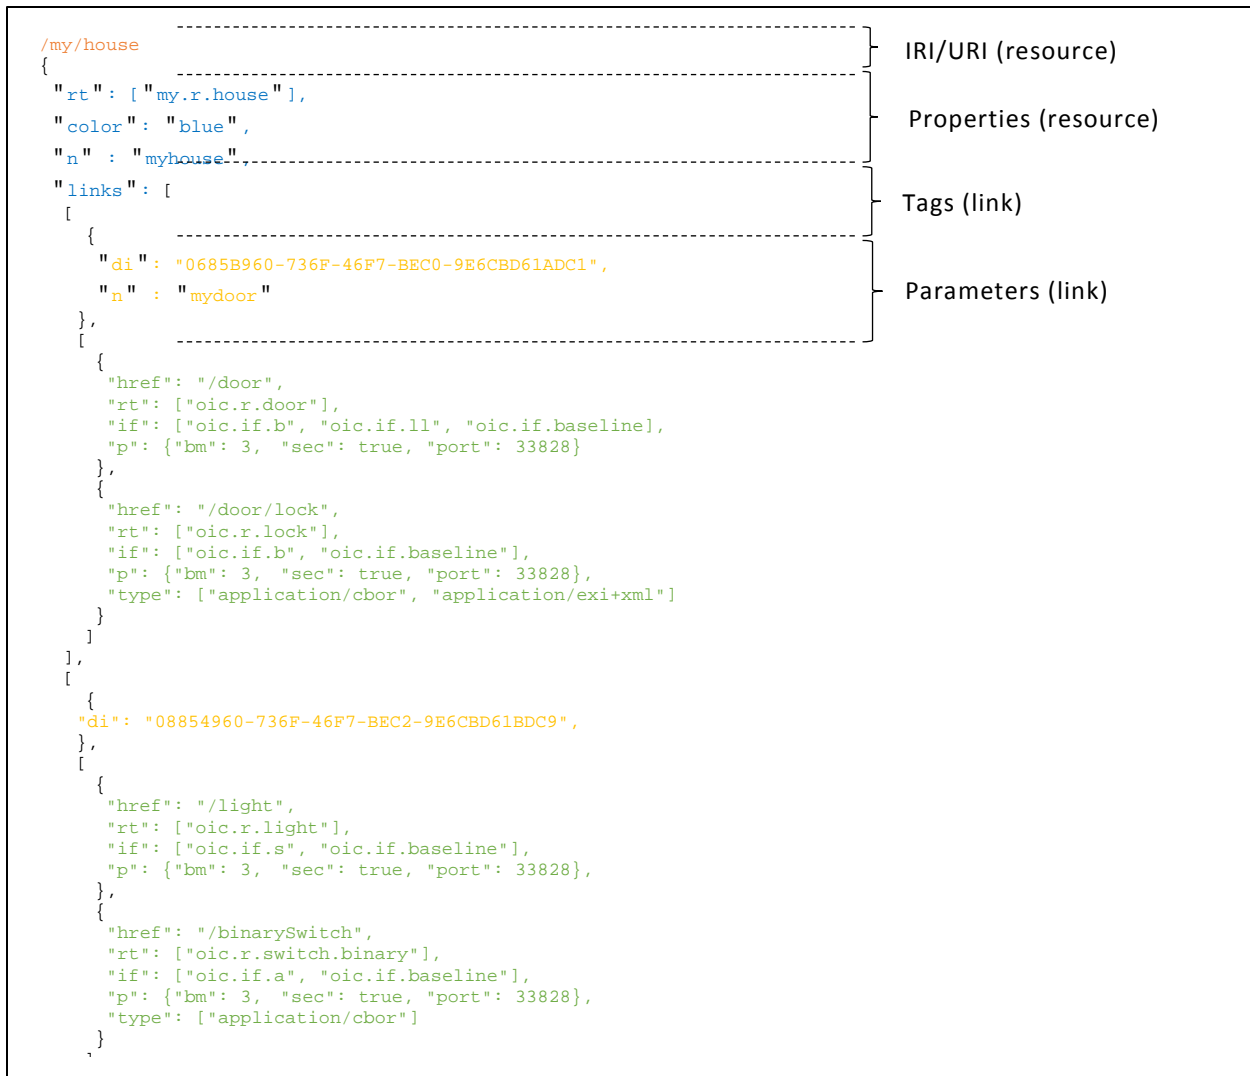 /my/house
IRI/URI (resource)
{
"rt": ["my.r.house"],
"color": "blue",
Properties (resource)
"n" : "myhouse",
"links": [
Tags (link)
[
{
"di": "0685B960-736F-46F7-BEC0-9E6CBD61ADC1",
"n" : "mydoor"
Parameters (link)
},
[
{
"href": "/door",
"rt": ["oic.r.door"],
"if": ["oic.if.b", "oic.if.ll", "oic.if.baseline],
"p": {"bm": 3, "sec": true, "port": 33828}
},
{
"href": "/door/lock",
"rt": ["oic.r.lock"],
"if": ["oic.if.b", "oic.if.baseline"],
"p": {"bm": 3, "sec": true, "port": 33828},
"type": ["application/cbor", "application/exi+xml"]
}
]
],
[
{
"di": "08854960-736F-46F7-BEC2-9E6CBD61BDC9",
},
[
{
"href": "/light",
"rt": ["oic.r.light"],
"if": ["oic.if.s", "oic.if.baseline"],
"p": {"bm": 3, "sec": true, "port": 33828},
},
{
"href": "/binarySwitch",
"rt": ["oic.r.switch.binary"],
"if": ["oic.if.a", "oic.if.baseline"],
"p": {"bm": 3, "sec": true, "port": 33828},
"type": ["application/cbor"]
}
]